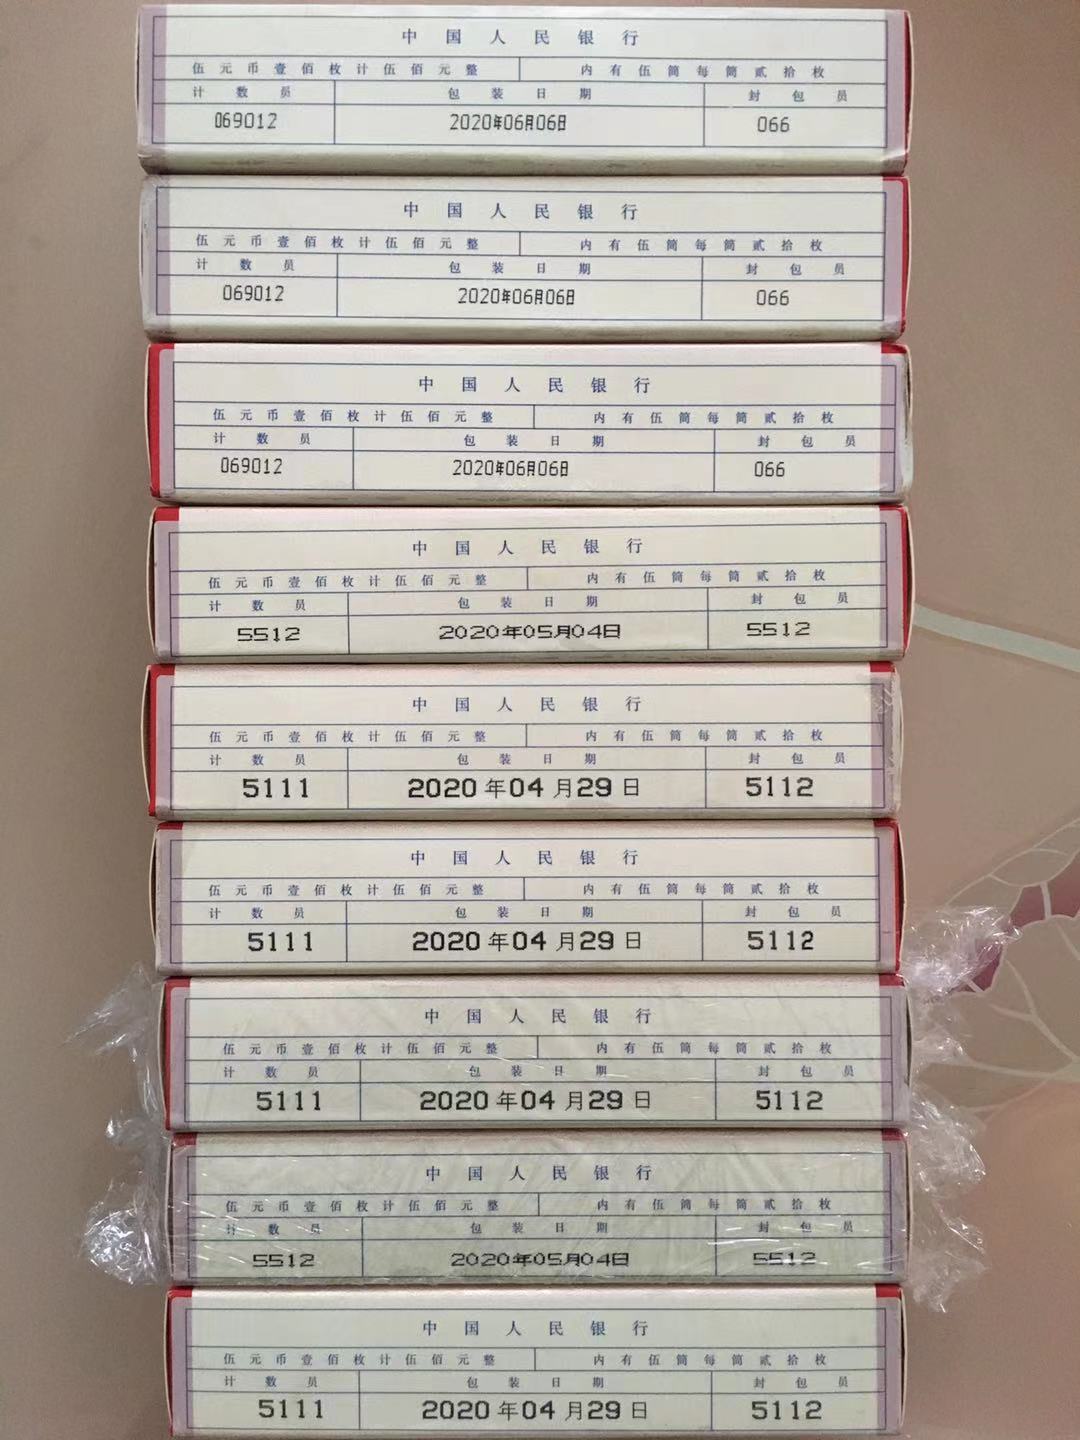 中国人民银行
伍元币壹佰枚计伍佰元整 内有伍筒每筒贰拾枚
计数员 包装日期 封包员
069012 2020年06月06日 066
中国人民银行
伍元币壹佰枚计伍佰元整 内有伍筒每筒贰拾枚
计数员 包装日期 封包员
069012 2020年06月06日 066
中国人民银行
伍元币壹佰枚计伍佰元整 内有伍筒每筒贰拾枚
计数员 包装日期 封包员
069012 2020年06月06日 066
中国人民银行
伍元币壹佰枚计伍佰元整 内有伍筒每筒贰拾枚
计数员 包装日期 封包员
5512 2020年05月04日 5512
中国人民银行
伍元币壹佰枚计伍佰元整 内有伍筒每筒贰拾枚
计数员 包装日期 封包员
5111 2020年04月29日 5112
中国人民银行
伍元币壹佰枚计伍佰元整 内有伍筒每筒贰拾枚
计数员 包装日期 封包员
5111 2020年04月29日 5112
中国人民银行
伍元币壹佰枚计伍佰元整 内有伍筒每筒贰拾枚
计数员 包装日期 封包员
5111 2020年04月29日 5112
中国人民银行
伍元币壹佰枚计伍佰元整 内有伍筒每筒贰拾枚
计数员 包装日期 封包员
5512 2020年05月04日 5512
中国人民银行
伍元币壹佰枚计伍佰元整 内有伍筒每筒贰拾枚
计数员 包装日期 封包员
5111 2020年04月29日 5112